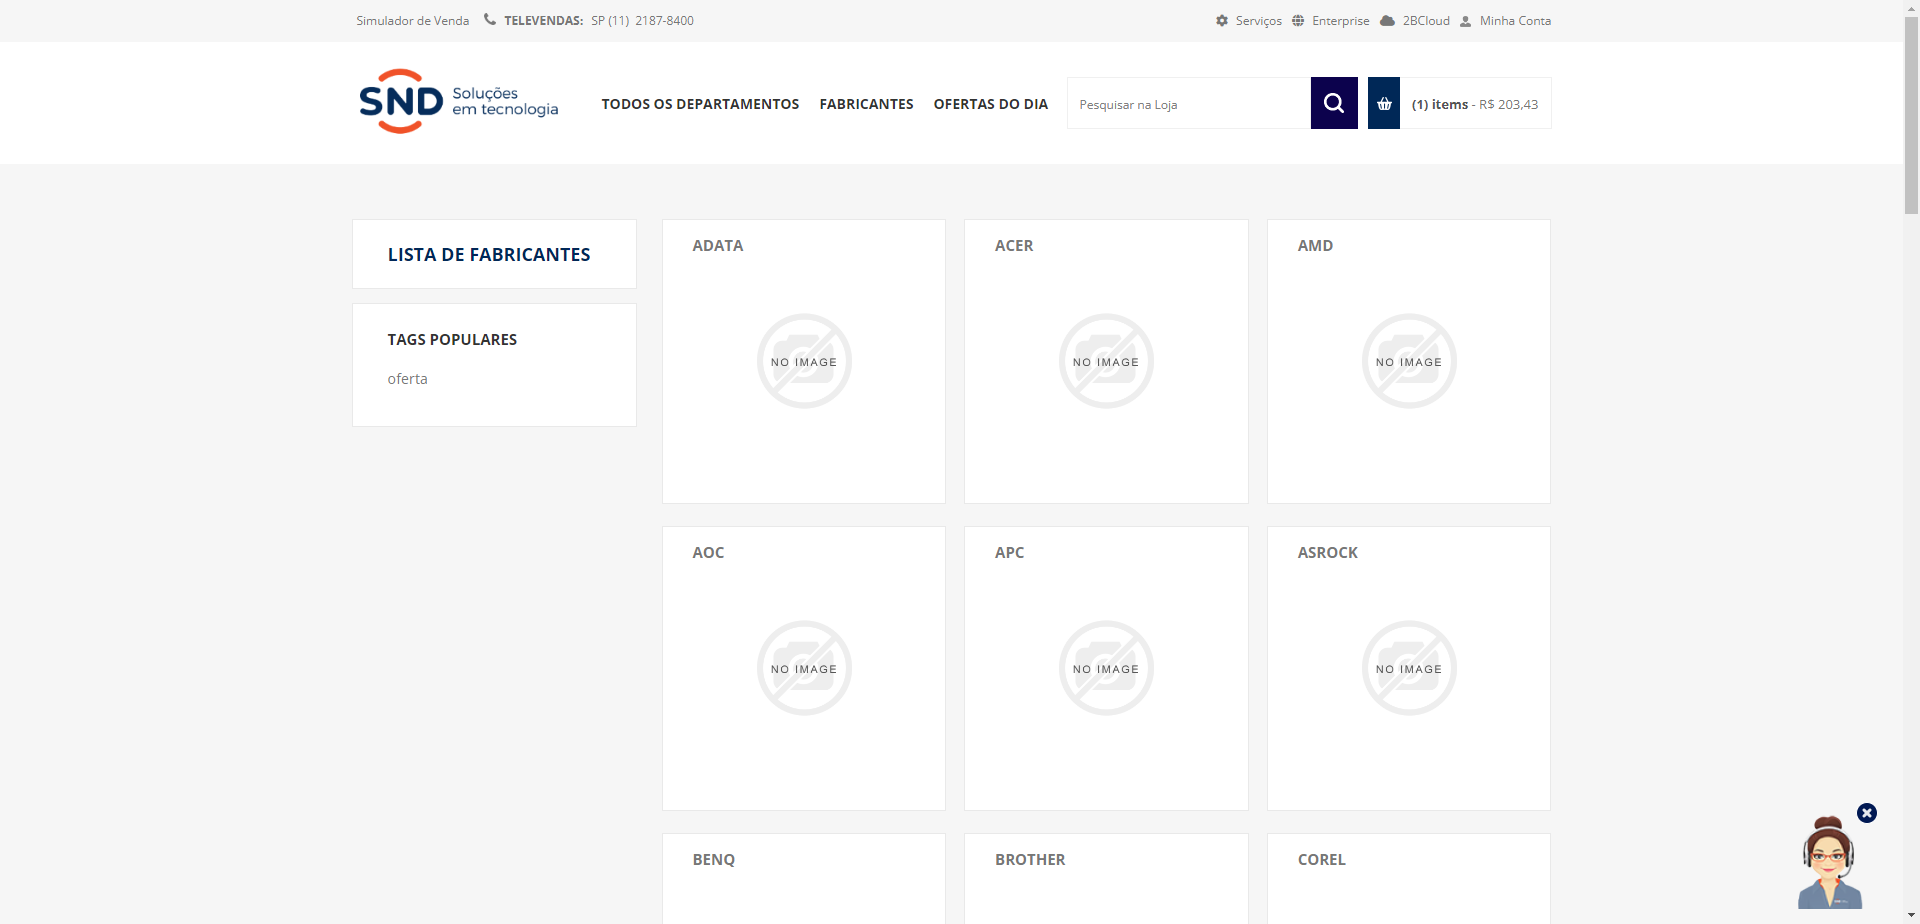 Simulador de Venda TELEVENDAS: SP (11) 2187-8400 Serviços Enterprise 2BCloud Minha Conta
SND Soluções
em tecnologia
TODOS OS DEPARTAMENTOS FABRICANTES OFERTAS DO DIA Pesquisar na Loja (1) items - R$ 203,43
LISTA DE FABRICANTES
TAGS POPULARES
oferta
ADATA ACER AMD
NO IMAGE NO IMAGE NO IMAGE
AOC APC ASROCK
NO IMAGE NO IMAGE NO IMAGE
BENQ BROTHER COREL